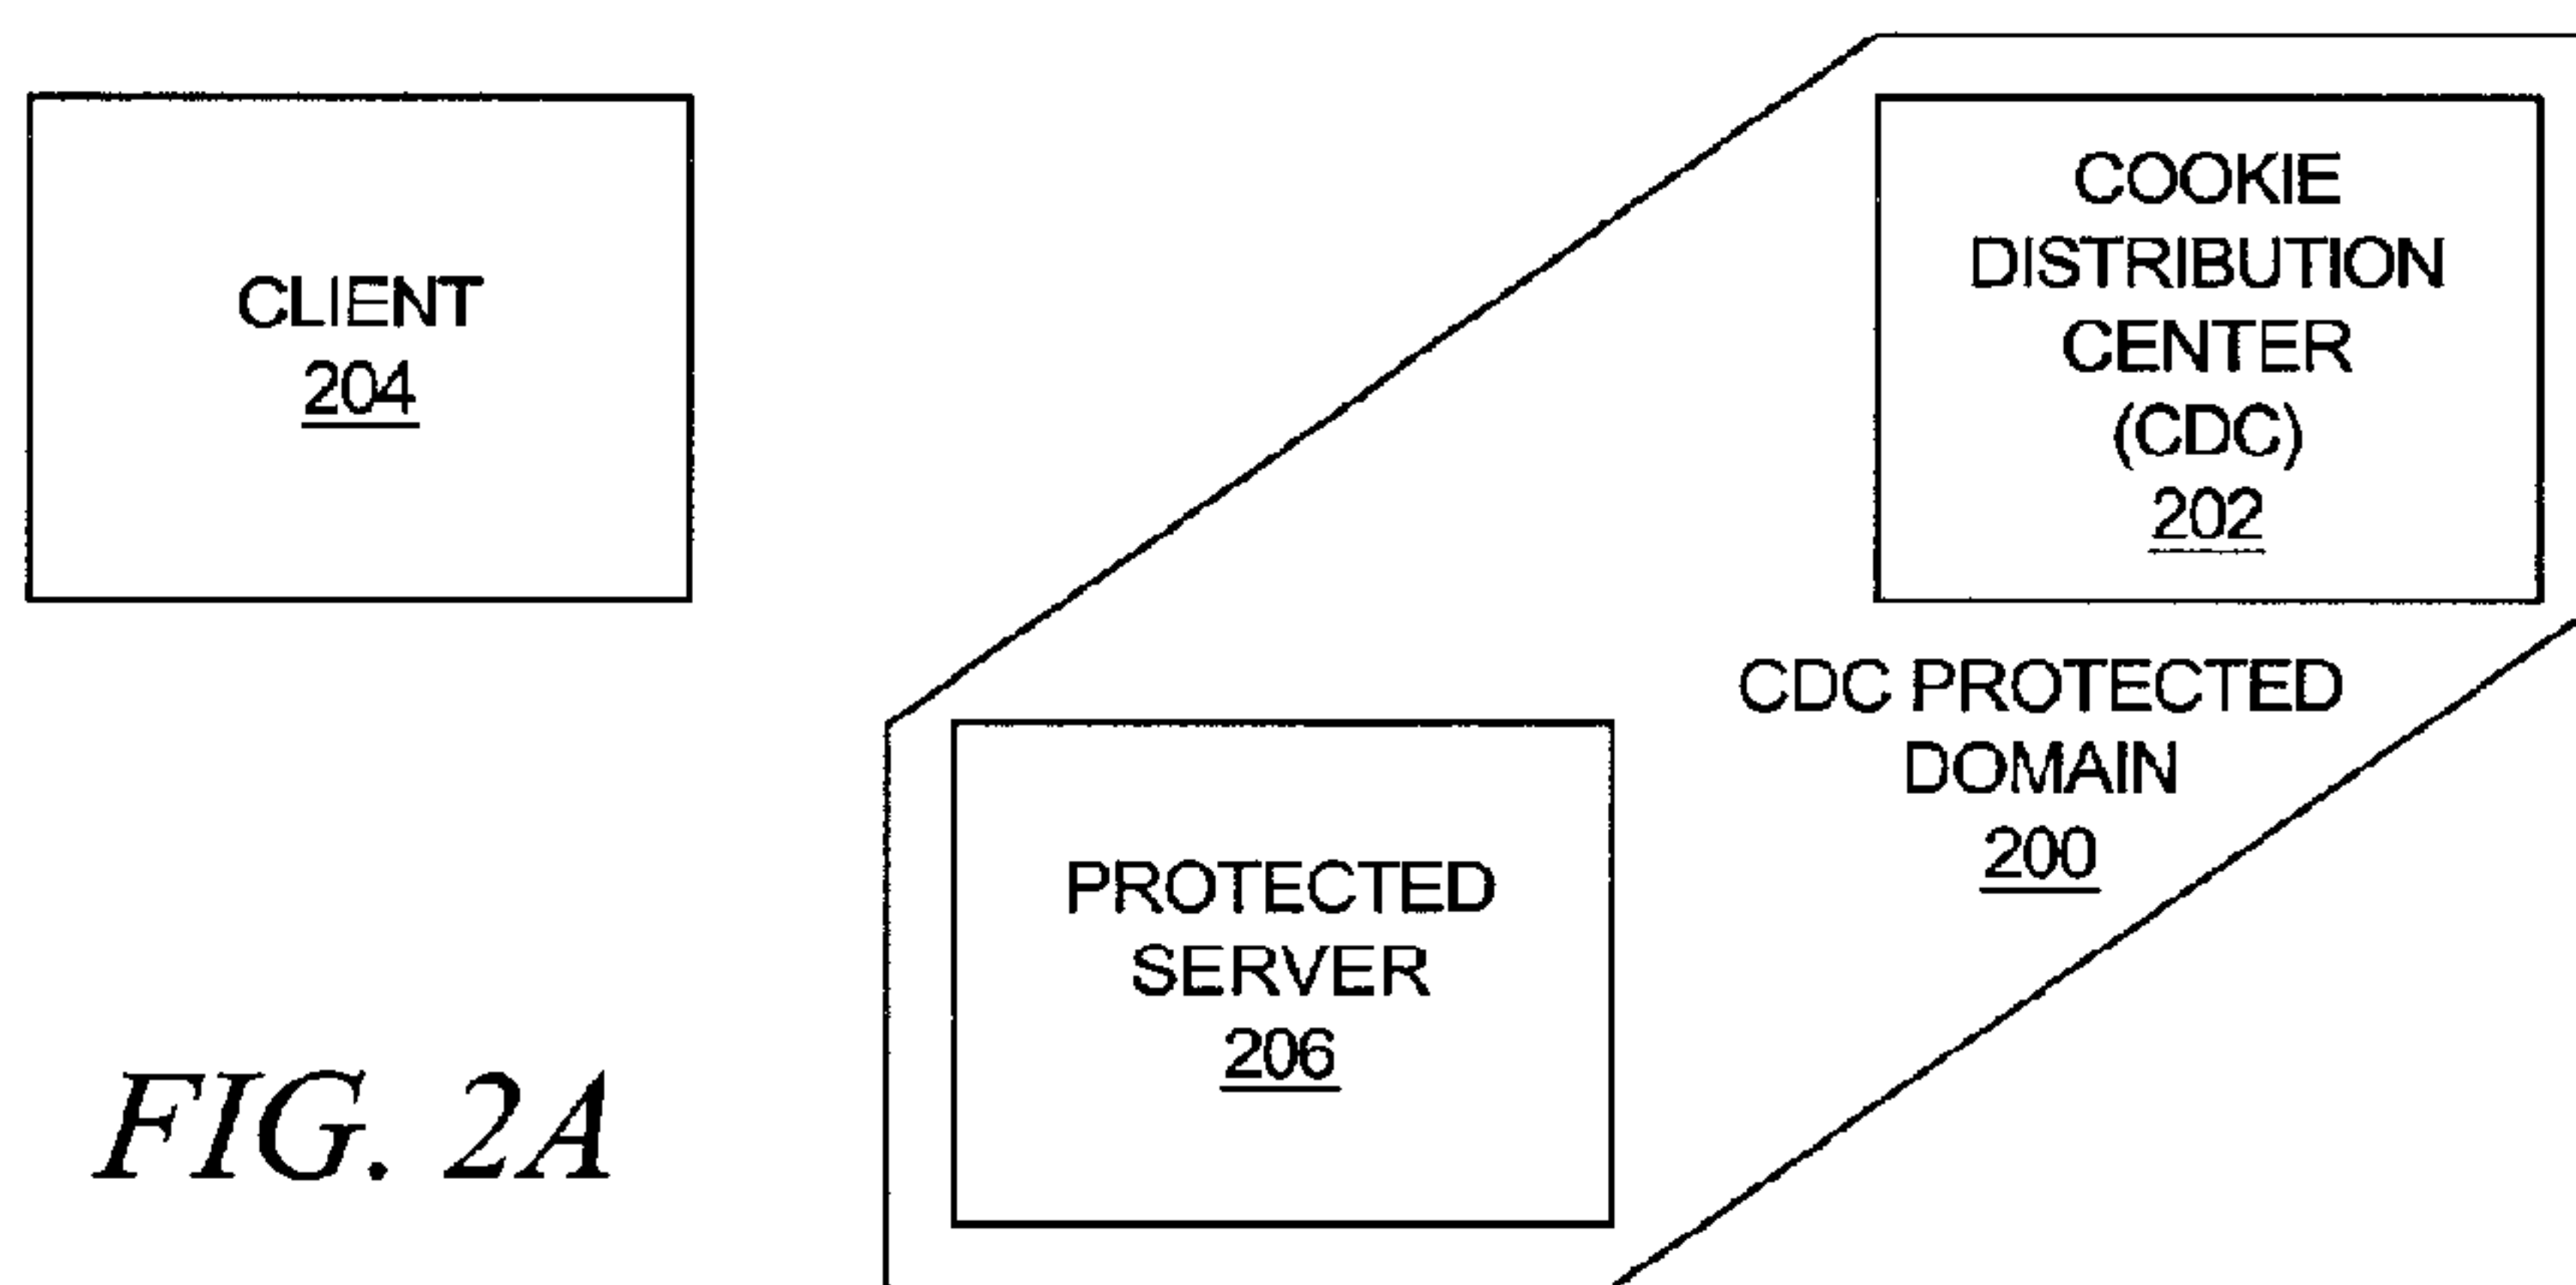 CLIENT
204
COOKIE
DISTRIBUTION
CENTER
(CDC)
202
CDC PROTECTED
DOMAIN
200
PROTECTED
SERVER
206
FIG. 2A